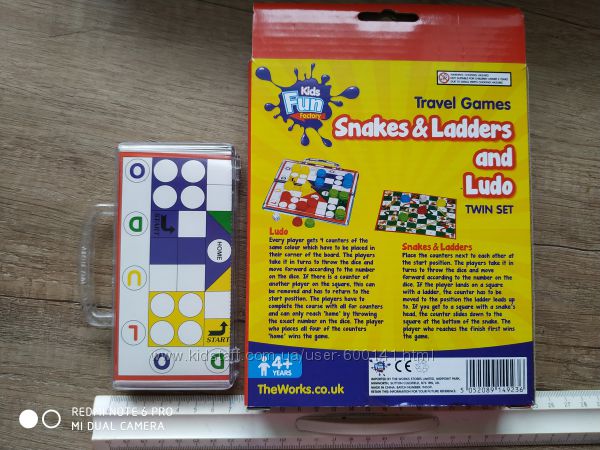 Kids
Fun
Factory
Travel Games
Snakes & Ladders
and
Ludo
TWIN SET
Ludo
Every player gets 4 counters of the
same colour which have to be placed
in their corner of the board. The players
take it in turns to throw the dice and
move forward according to the number
on the dice. If there is a counter of
another player on the square, this can
be removed and has to return to the
start position. The players have to
complete the course with all four counters
and can only reach 'home' by throwing
the exact number on the dice. The player
who places all four of the counters
'home' wins the game.
Snakes & Ladders
Place the counters next to each other at
the start position. The players take it in
turns to throw the dice and move
forward according to the number on the
dice. If the player lands on a square
with a ladder, the counter has to be
moved to the position the ladder leads up
to. If you get to a square with a snake's
head, the counter slides down to the
square at the bottom of the snake. The
player who reaches the finish first wins
the game.
4+
YEARS
TheWorks.co.uk
CE
5 052089 149236
O
D
U
L
O
D
START
HOME
START
www.kidstaff.com.ua/user-600141.html
REDMI NOTE 6 PRO
MI DUAL CAMERA